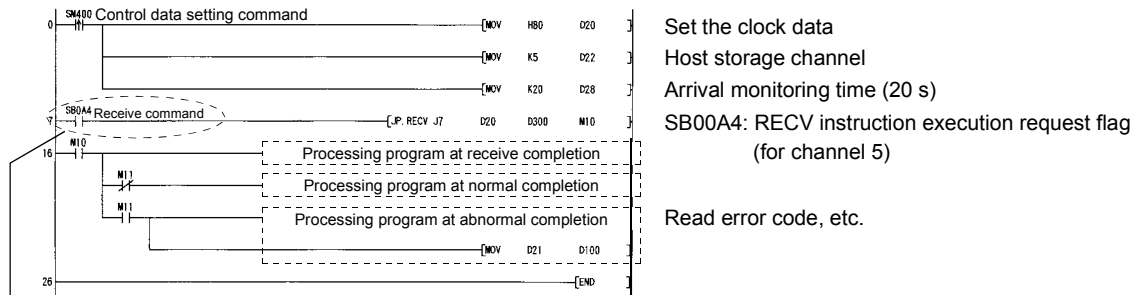 SM400 Control data setting command
0 [MOV H80 D20 ] Set the clock data
[MOV K5 D22 ] Host storage channel
[MOV K20 D28 ] Arrival monitoring time (20 s)
SB0A4 Receive command
7 [JP.RECV J7 D20 D300 M10 ] SB00A4: RECV instruction execution request flag
(for channel 5)
M10
16 Processing program at receive completion
M11
Processing program at normal completion
M11
Processing program at abnormal completion Read error code, etc.
[MOV D21 D100 ]
26 [END ]